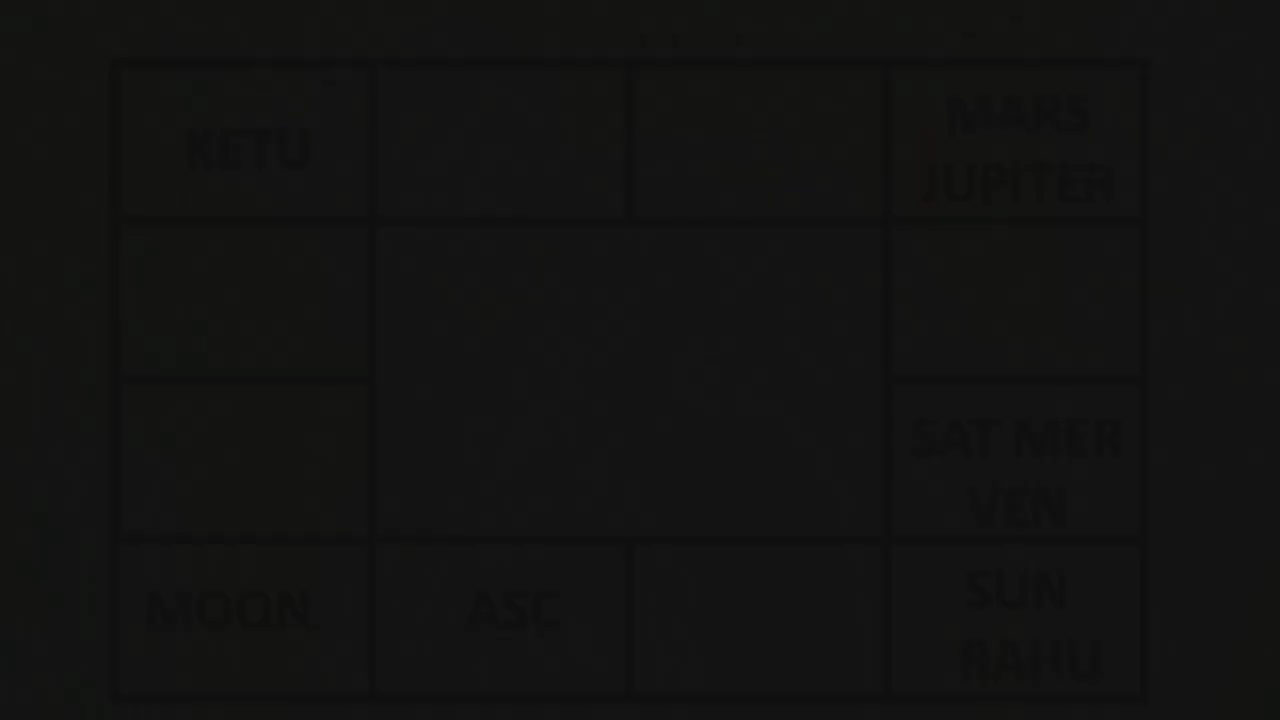 KETU
MARS
JUPITER
SAT MER
VEN
MOON
ASC
SUN
RAHU